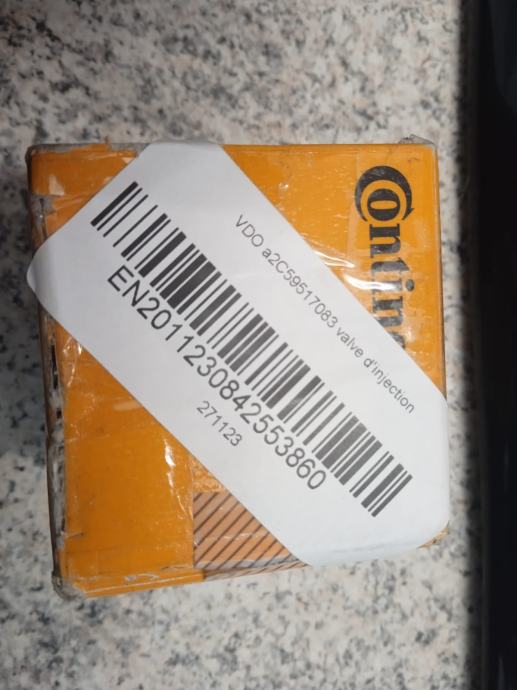 Contin
VDO a2C59517083 valve d'injection
EN2011230842553860
271123